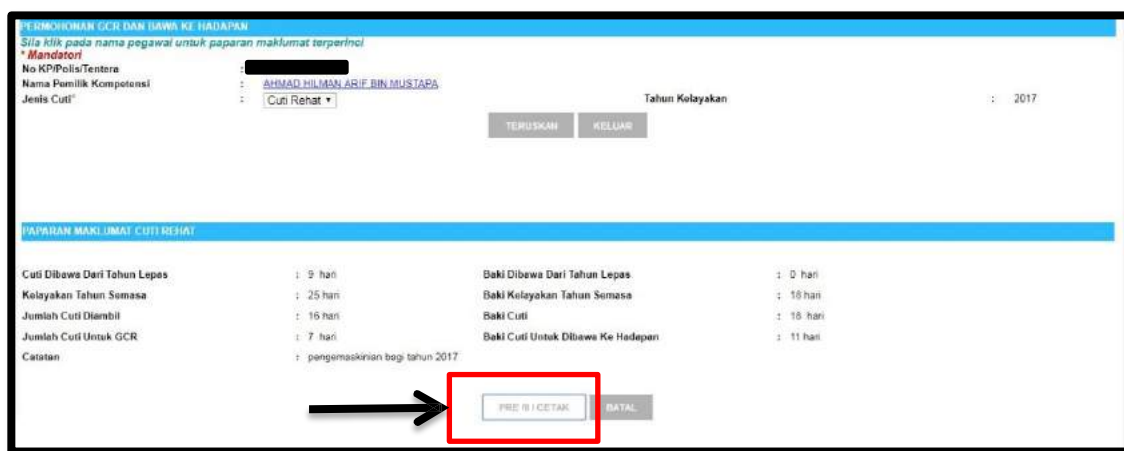 PERMOHONAN GCR DAN BAWA KE HADAPAN
Sila klik pada nama pegawai untuk paparan maklumat terperinci
* Mandatori
No KP/Polis/Tentera :
Nama Pemilik Kompetensi : AHMAD HILMAN ARIF BIN MUSTAPA
Jenis Cuti* : Cuti Rehat Tahun Kelayakan : 2017
TERUSKAN KELUAR
PAPARAN MAKLUMAT CUTI REHAT
Cuti Dibawa Dari Tahun Lepas : 9 hari Baki Dibawa Dari Tahun Lepas : 0 hari
Kelayakan Tahun Semasa : 25 hari Baki Kelayakan Tahun Semasa : 18 hari
Jumlah Cuti Diambil : 16 hari Baki Cuti : 18 hari
Jumlah Cuti Untuk GCR : 7 hari Baki Cuti Untuk Dibawa Ke Hadapan : 11 hari
Catatan : pengemaskinian bagi tahun 2017
CETAK BATAL